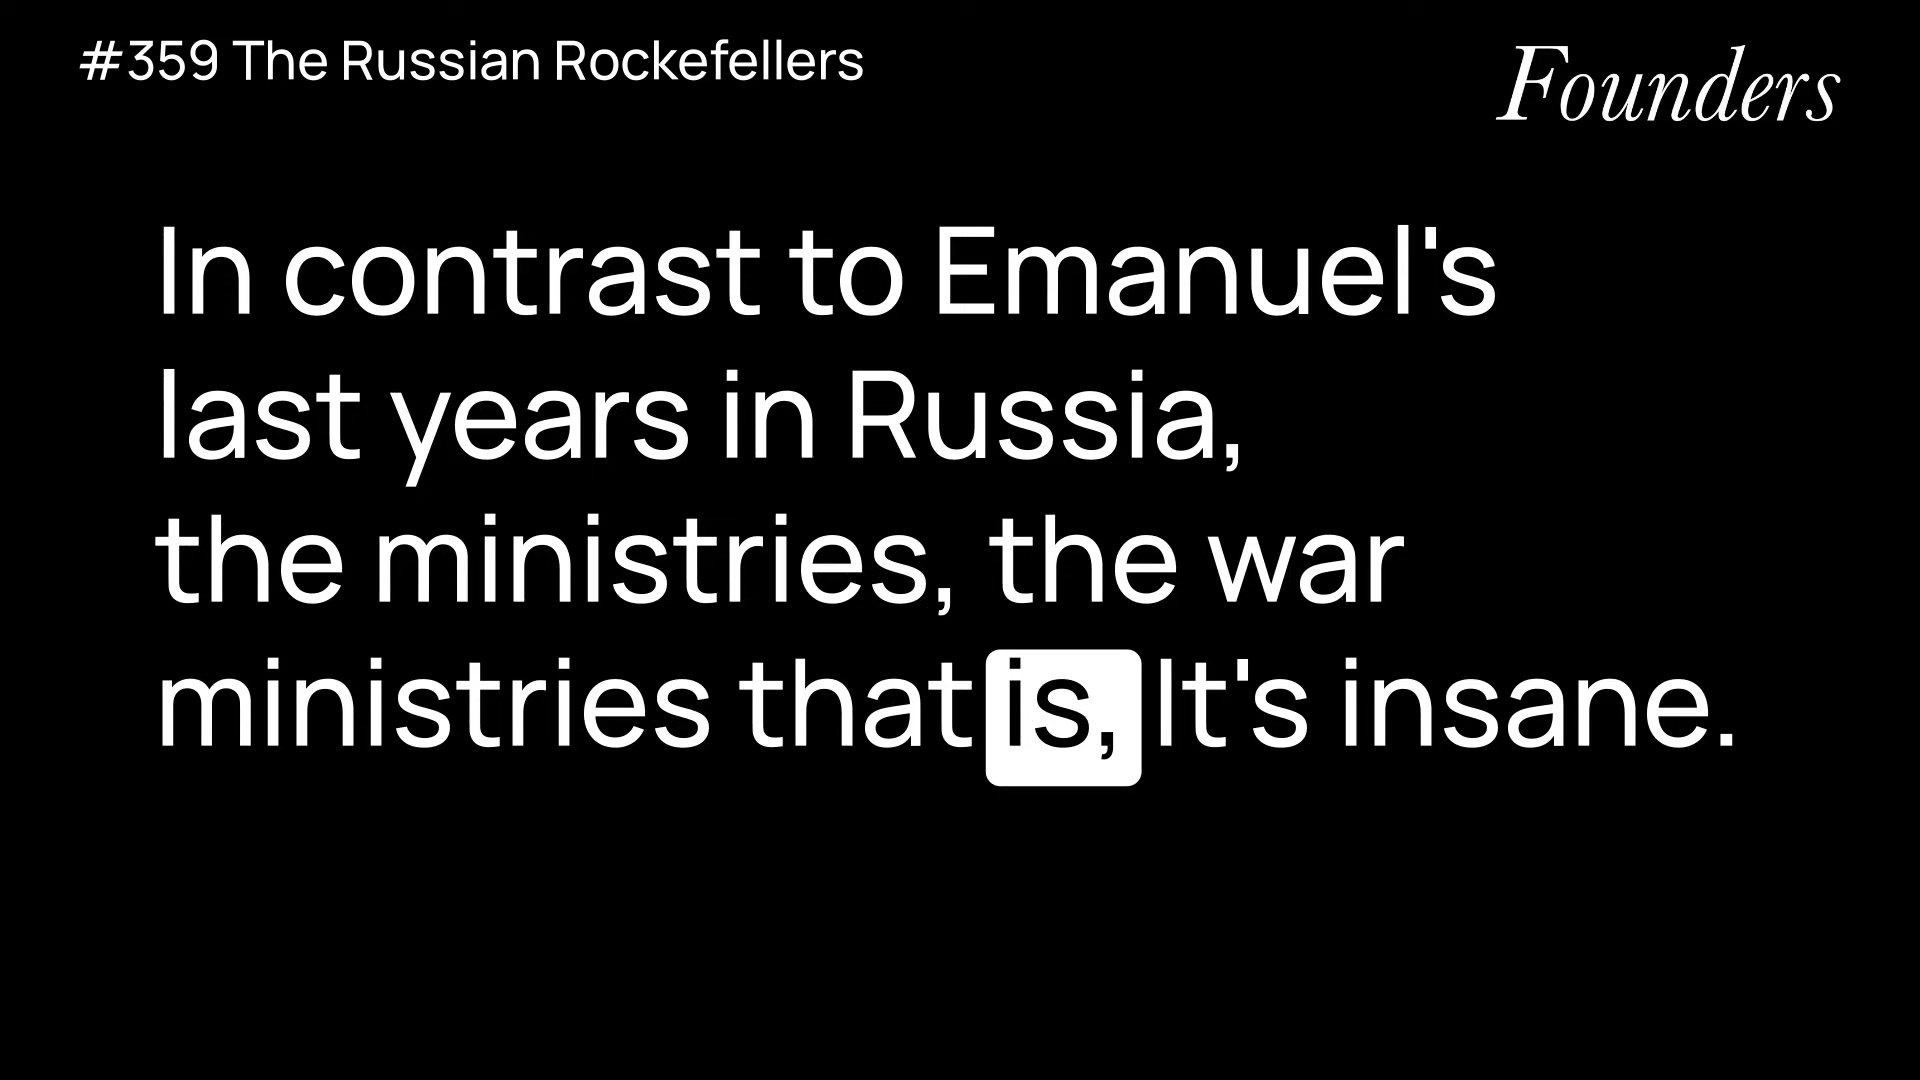 #359 The Russian Rockefellers
Founders
In contrast to Emanuel's
last years in Russia,
the ministries, the war
ministries that is, It's insane.